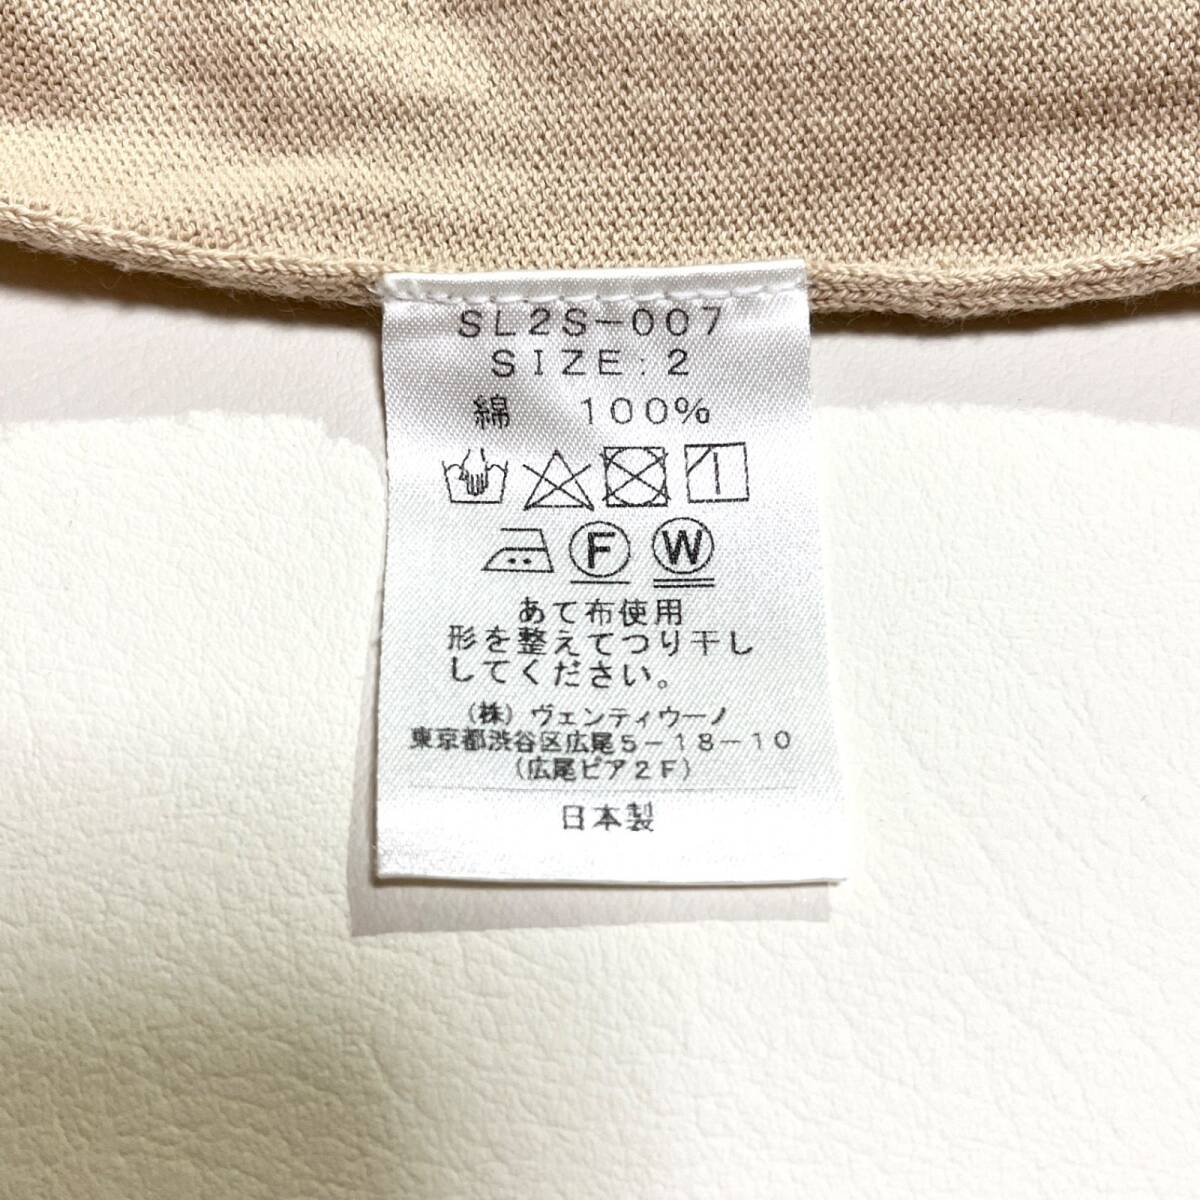 SL2S-007
SIZE:2
綿 100%
F W
あて布使用
形を整えてつり干し
してください。
(株)ヴェンティウーノ
東京都渋谷区広尾5-18-10
(広尾ピア2F)
日本製